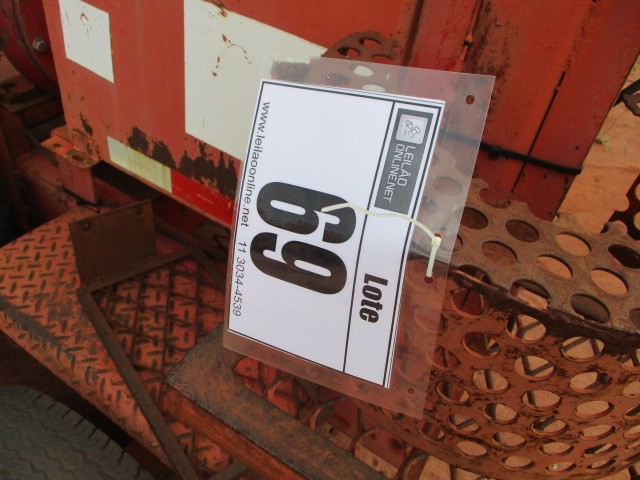 LEILÃO
ONLINE.NET
Lote
69
www.leilaoonline.net 11 3034-4539